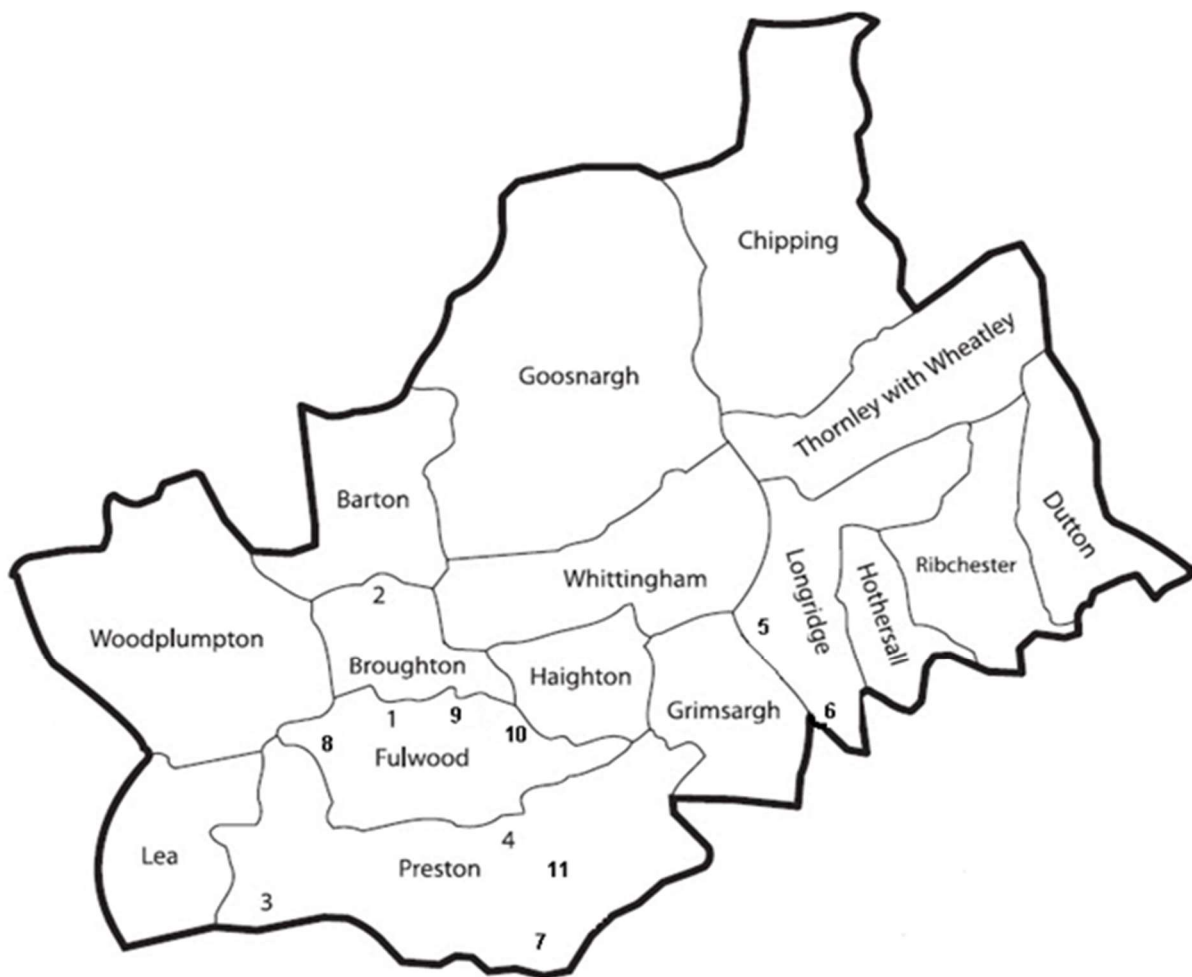 Chipping
Thornley with Wheatley
Goosnargh
Barton
Dutton
Ribchester
Hothersall
Longridge
Whittingham
2
5
Woodplumpton
Broughton
Haighton
Grimsargh
6
1
9
10
8
Fulwood
4
Lea
Preston
11
3
7